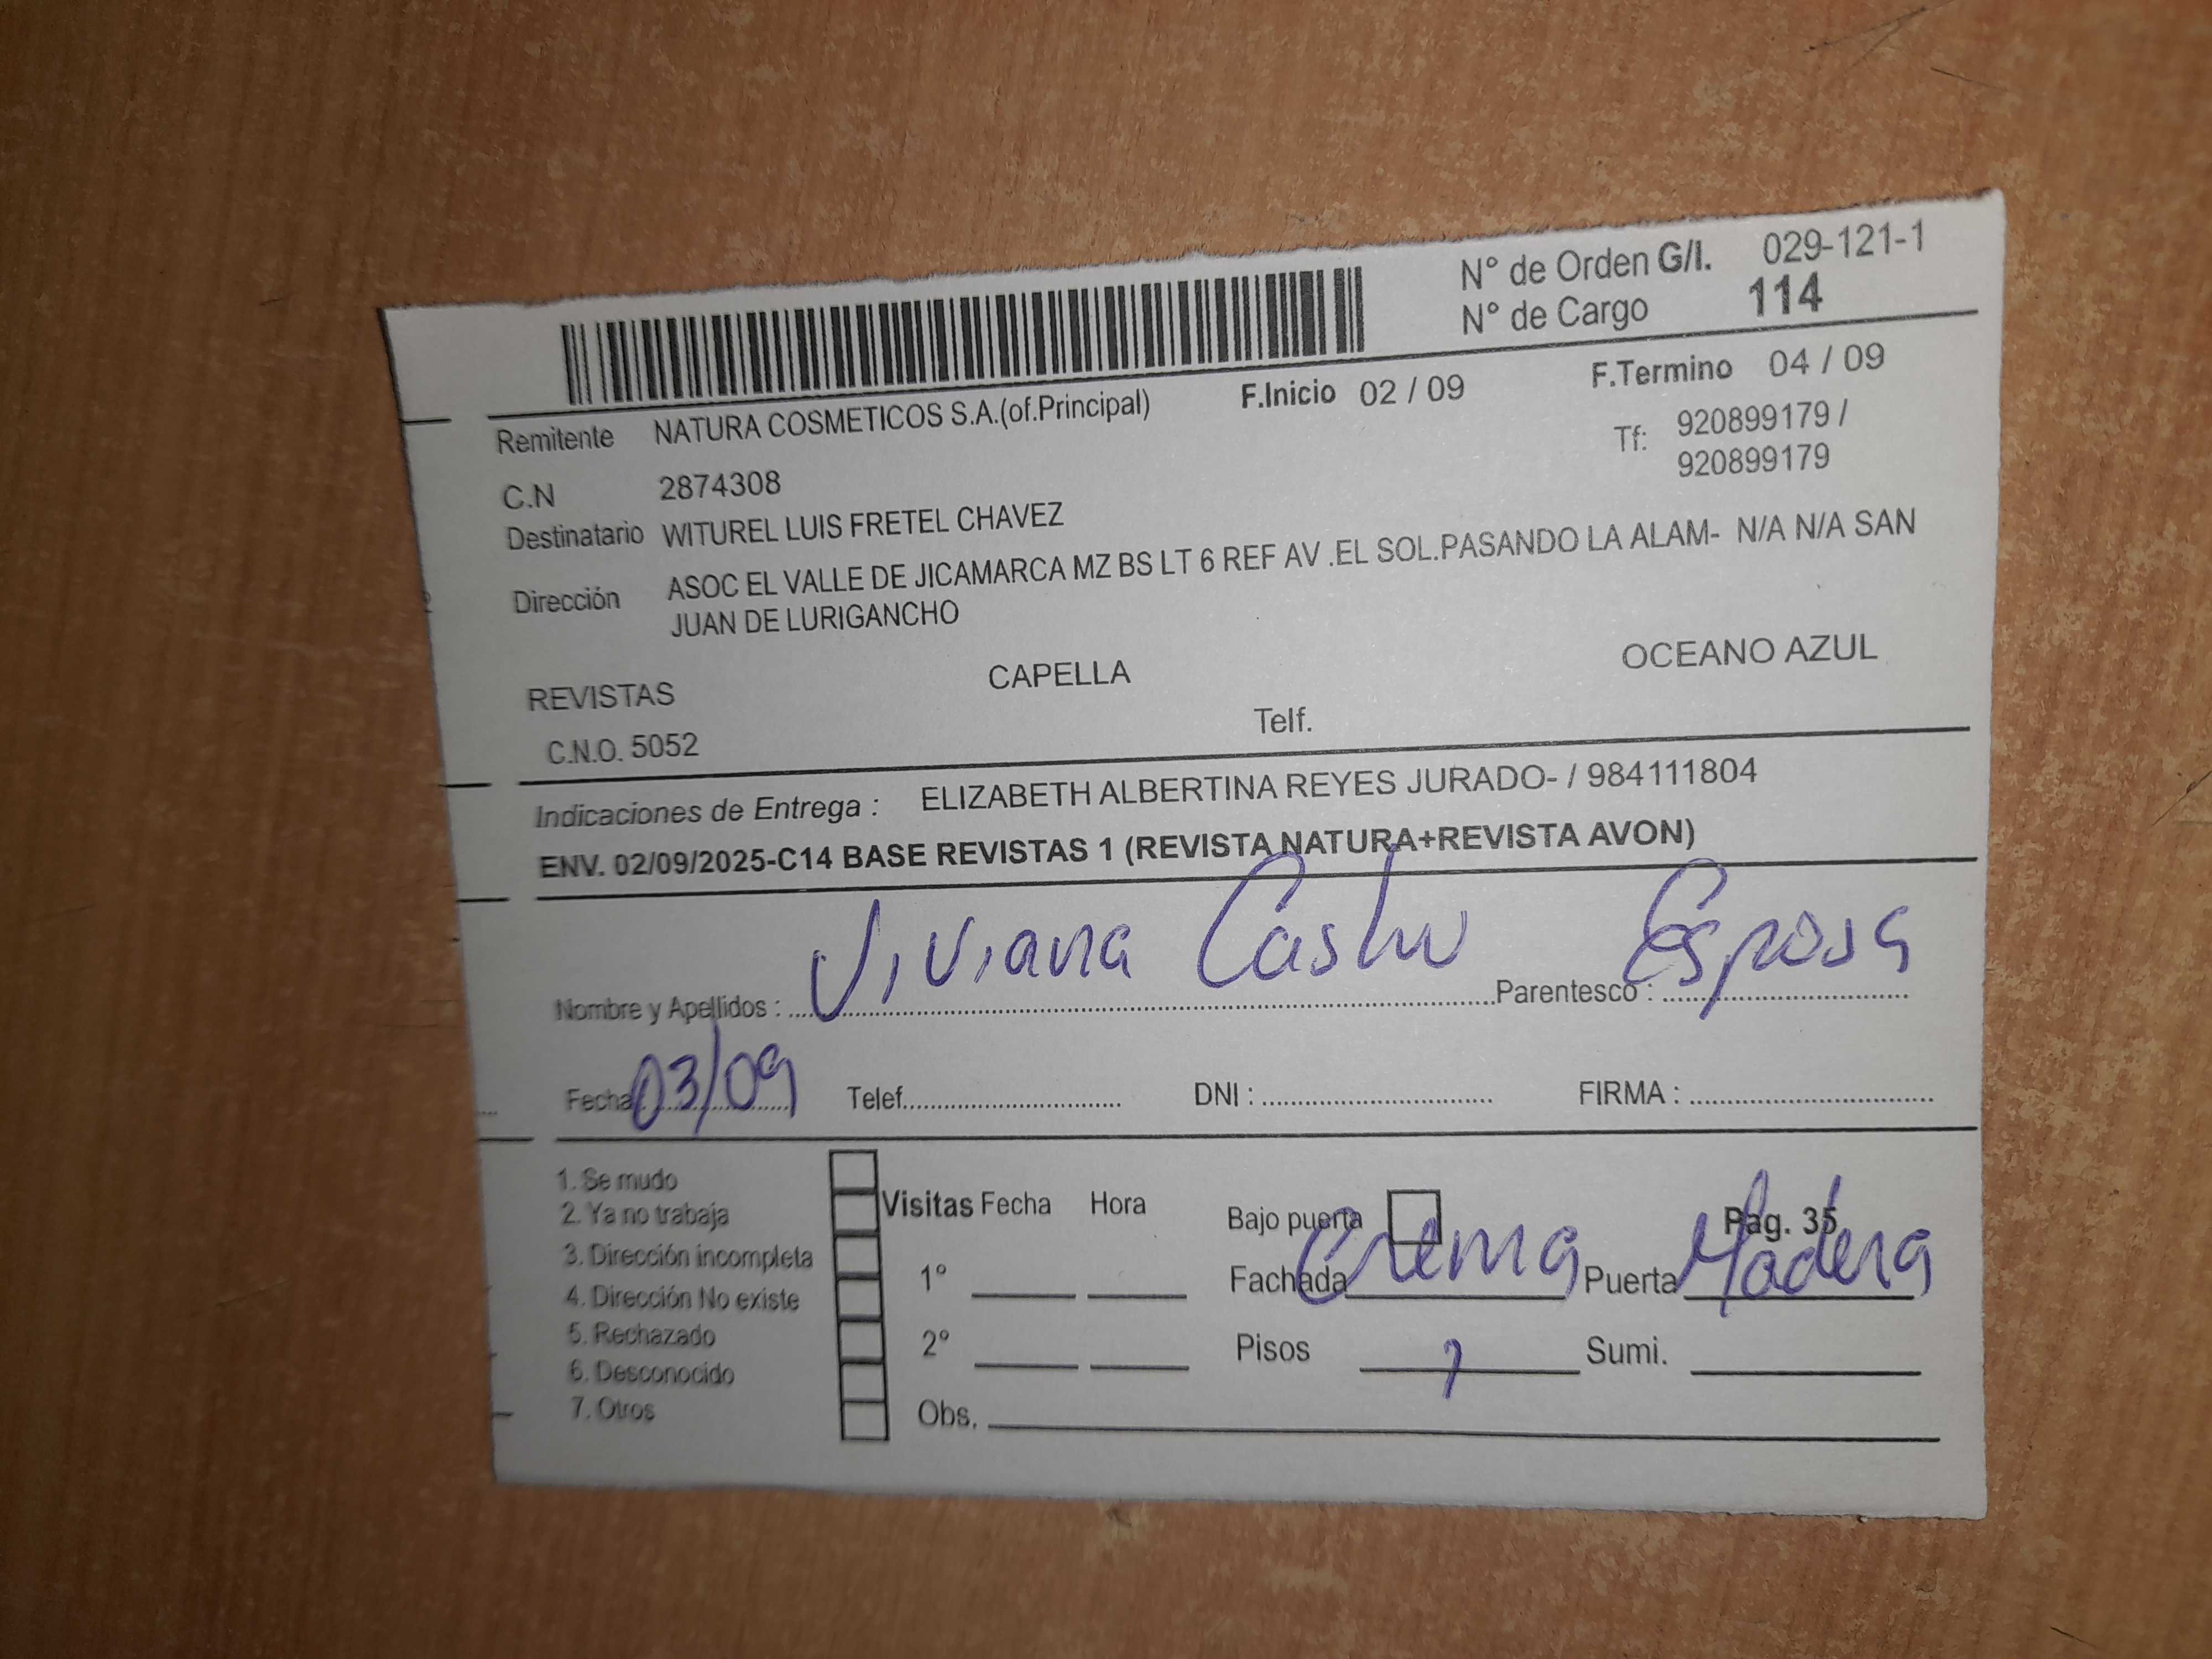 N° de Orden G/I. 029-121-1
N° de Cargo 114
F.Inicio 02 / 09 F.Termino 04 / 09
Remitente NATURA COSMETICOS S.A.(of.Principal)
Tf: 920899179 /
920899179
C.N 2874308
Destinatario WITUREL LUIS FRETEL CHAVEZ
Dirección ASOC EL VALLE DE JICAMARCA MZ BS LT 6 REF AV .EL SOL.PASANDO LA ALAM- N/A N/A SAN
JUAN DE LURIGANCHO
REVISTAS CAPELLA OCEANO AZUL
C.N.O. 5052 Telf.
Indicaciones de Entrega : ELIZABETH ALBERTINA REYES JURADO- / 984111804
ENV. 02/09/2025-C14 BASE REVISTAS 1 (REVISTA NATURA+REVISTA AVON)
Nombre y Apellidos : Viviana Castro Parentesco : Esposa
Fecha: 03/09 Telef. DNI : FIRMA :
1. Se mudo
2. Ya no trabaja
3. Dirección incompleta
4. Dirección No existe
5. Rechazado
6. Desconocido
7. Otros
Visitas Fecha Hora
1°
2°
Obs.
Bajo puerta Pag. 35
Fachada Crema Puerta Madera
Pisos 1 Sumi.